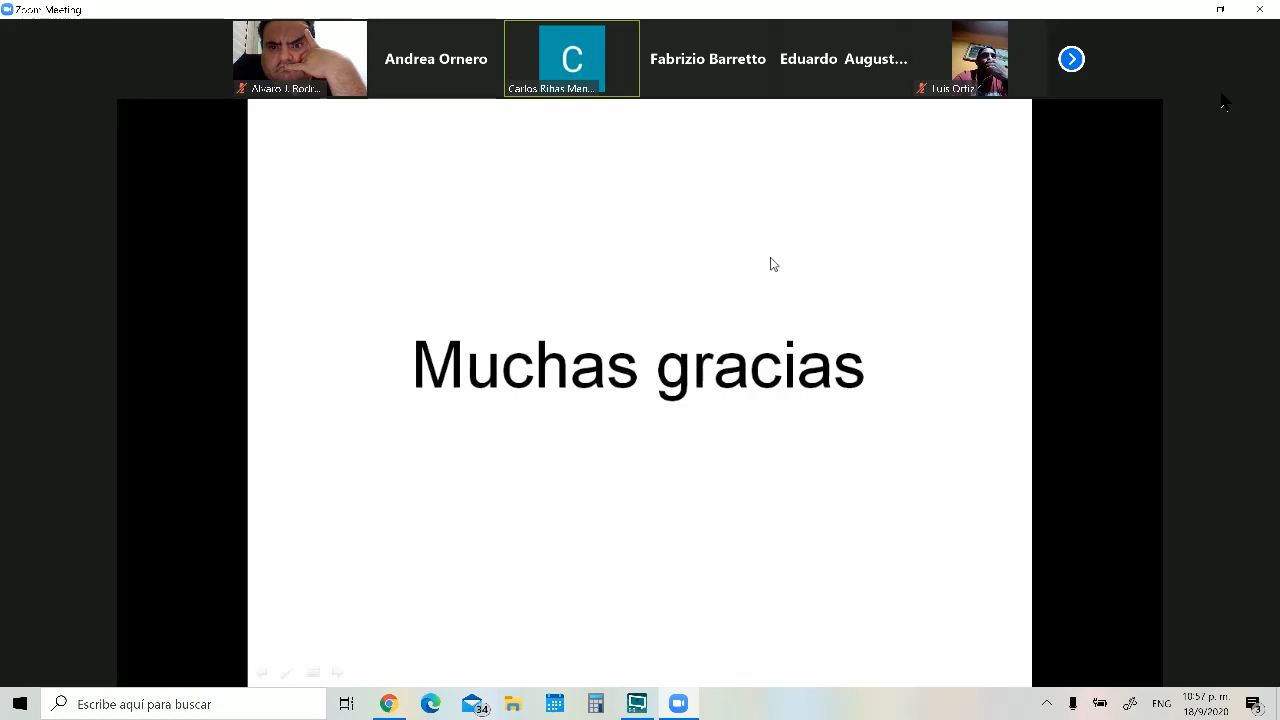 Zoom Meeting
Andrea Ornero
C
Fabrizio Barretto
Eduardo August...
Alvaro J. Rodr...
Carlos Ribas Men...
Luis Ortiz
Muchas gracias
Escribe aquí para buscar
34
ENG
10:57 p. m.
18/9/2020
3